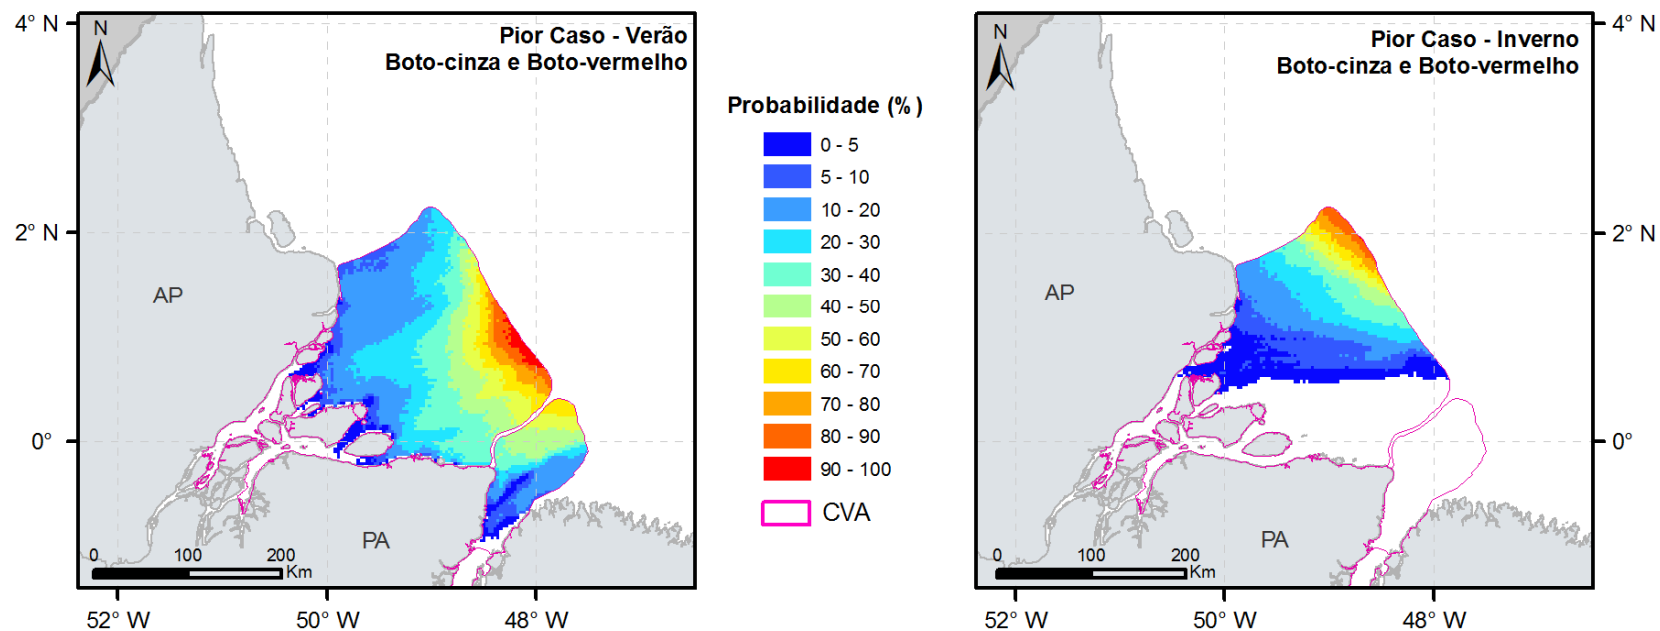 4° N
2° N
0°
N
Pior Caso - Verão
Boto-cinza e Boto-vermelho
AP
PA
0 100 200
Km
52° W 50° W 48° W
Probabilidade (%)
0 - 5
5 - 10
10 - 20
20 - 30
30 - 40
40 - 50
50 - 60
60 - 70
70 - 80
80 - 90
90 - 100
CVA
N
Pior Caso - Inverno
Boto-cinza e Boto-vermelho
AP
PA
0 100 200
Km
4° N
2° N
0°
52° W 50° W 48° W